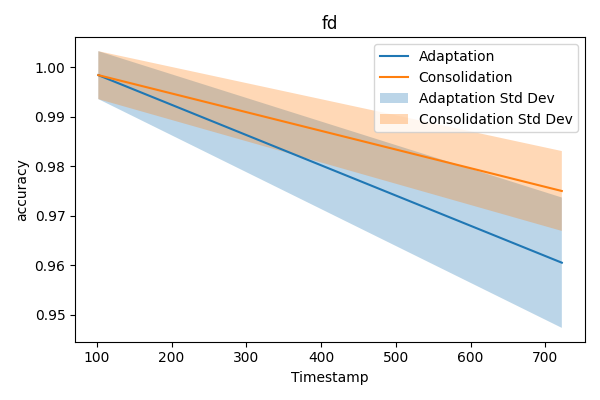 fd
Adaptation
Consolidation
Adaptation Std Dev
Consolidation Std Dev
accuracy
1.00
0.99
0.98
0.97
0.96
0.95
100 200 300 400 500 600 700
Timestamp